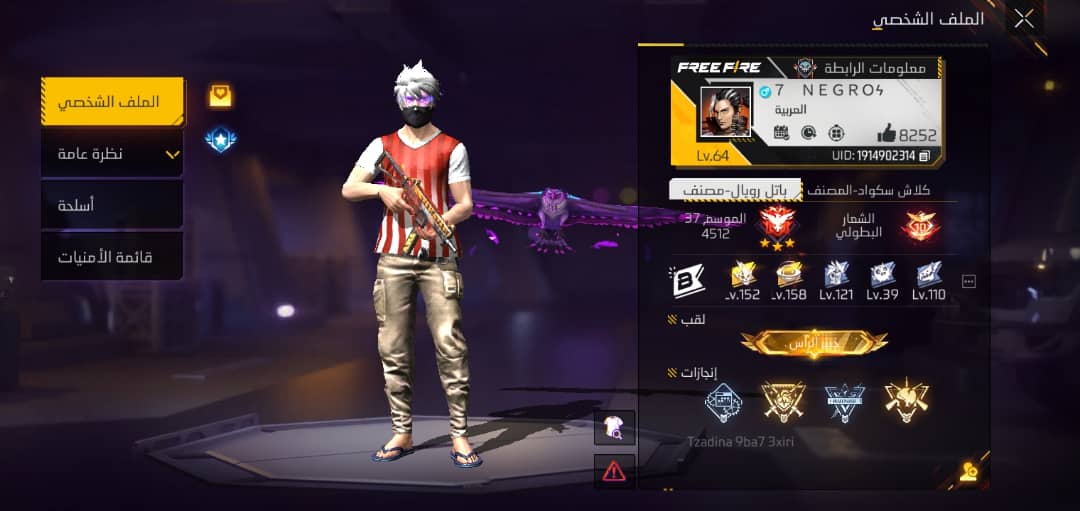 الملف الشخصي
الملف الشخصي
نظرة عامة
أسلحة
قائمة الأمنيات
FREE FIRE
معلومات الرابطة
7 NEGRO4
العربية
8252
Lv.64
UID: 1914902314
باتل رويال-مصنف
كلاش سكواد-المصنف
الموسم 37
4512
الشعار البطولي
B
Lv.152
Lv.158
Lv.121
Lv.39
Lv.110
لقب
خبير الرأس
إنجازات
Tzadina 9ba7 3xiri